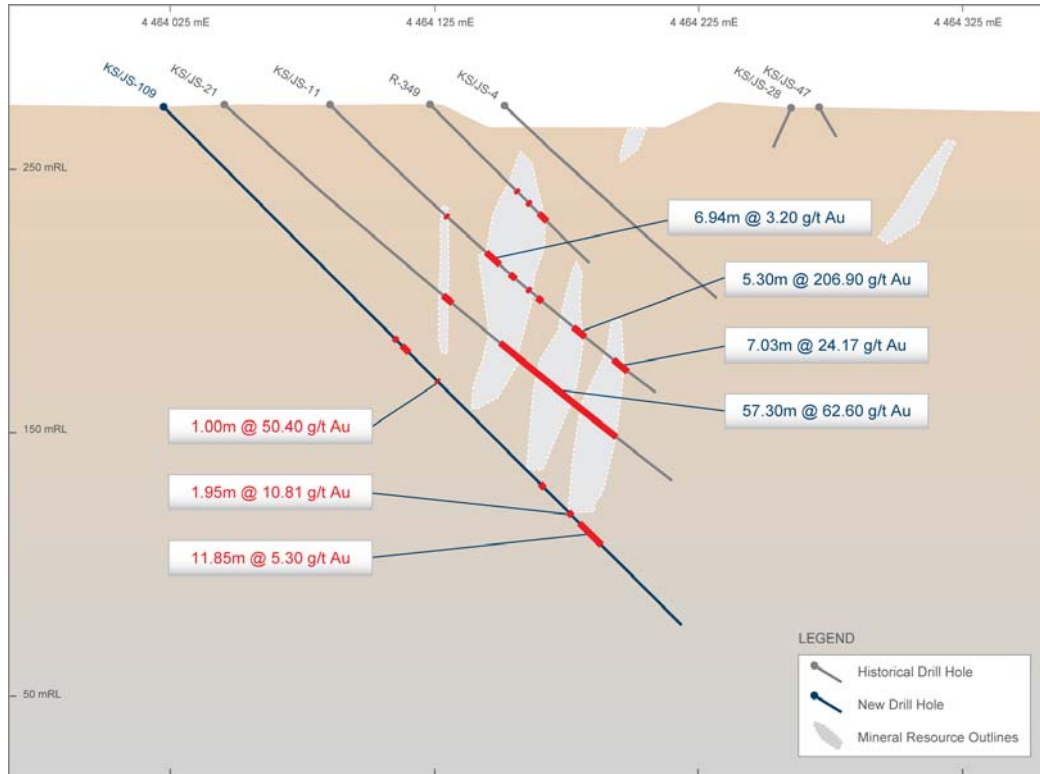 4 464 025 mE
4 464 125 mE
4 464 225 mE
4 464 325 mE
KS/JS-109
KS/JS-21
KS/JS-11
R-349
KS/JS-4
KS/JS-28
KS/JS-47
250 mRL
6.94m @ 3.20 g/t Au
5.30m @ 206.90 g/t Au
7.03m @ 24.17 g/t Au
57.30m @ 62.60 g/t Au
1.00m @ 50.40 g/t Au
150 mRL
1.95m @ 10.81 g/t Au
11.85m @ 5.30 g/t Au
50 mRL
LEGEND
Historical Drill Hole
New Drill Hole
Mineral Resource Outlines